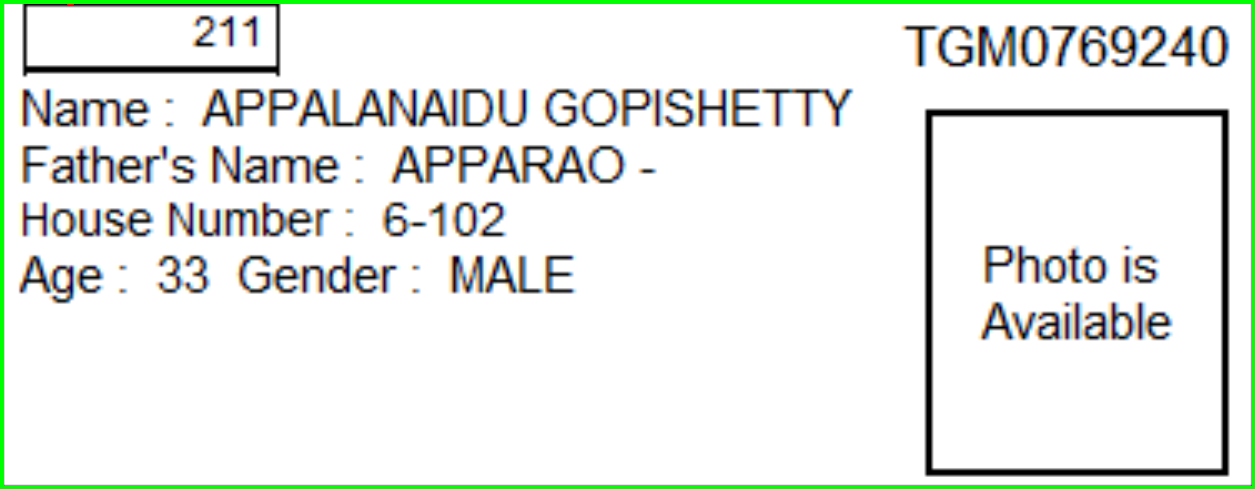 211
TGM0769240
Name : APPALANAIDU GOPISHETTY
Father's Name : APPARAO -
House Number : 6-102
Age : 33 Gender : MALE
Photo is
Available